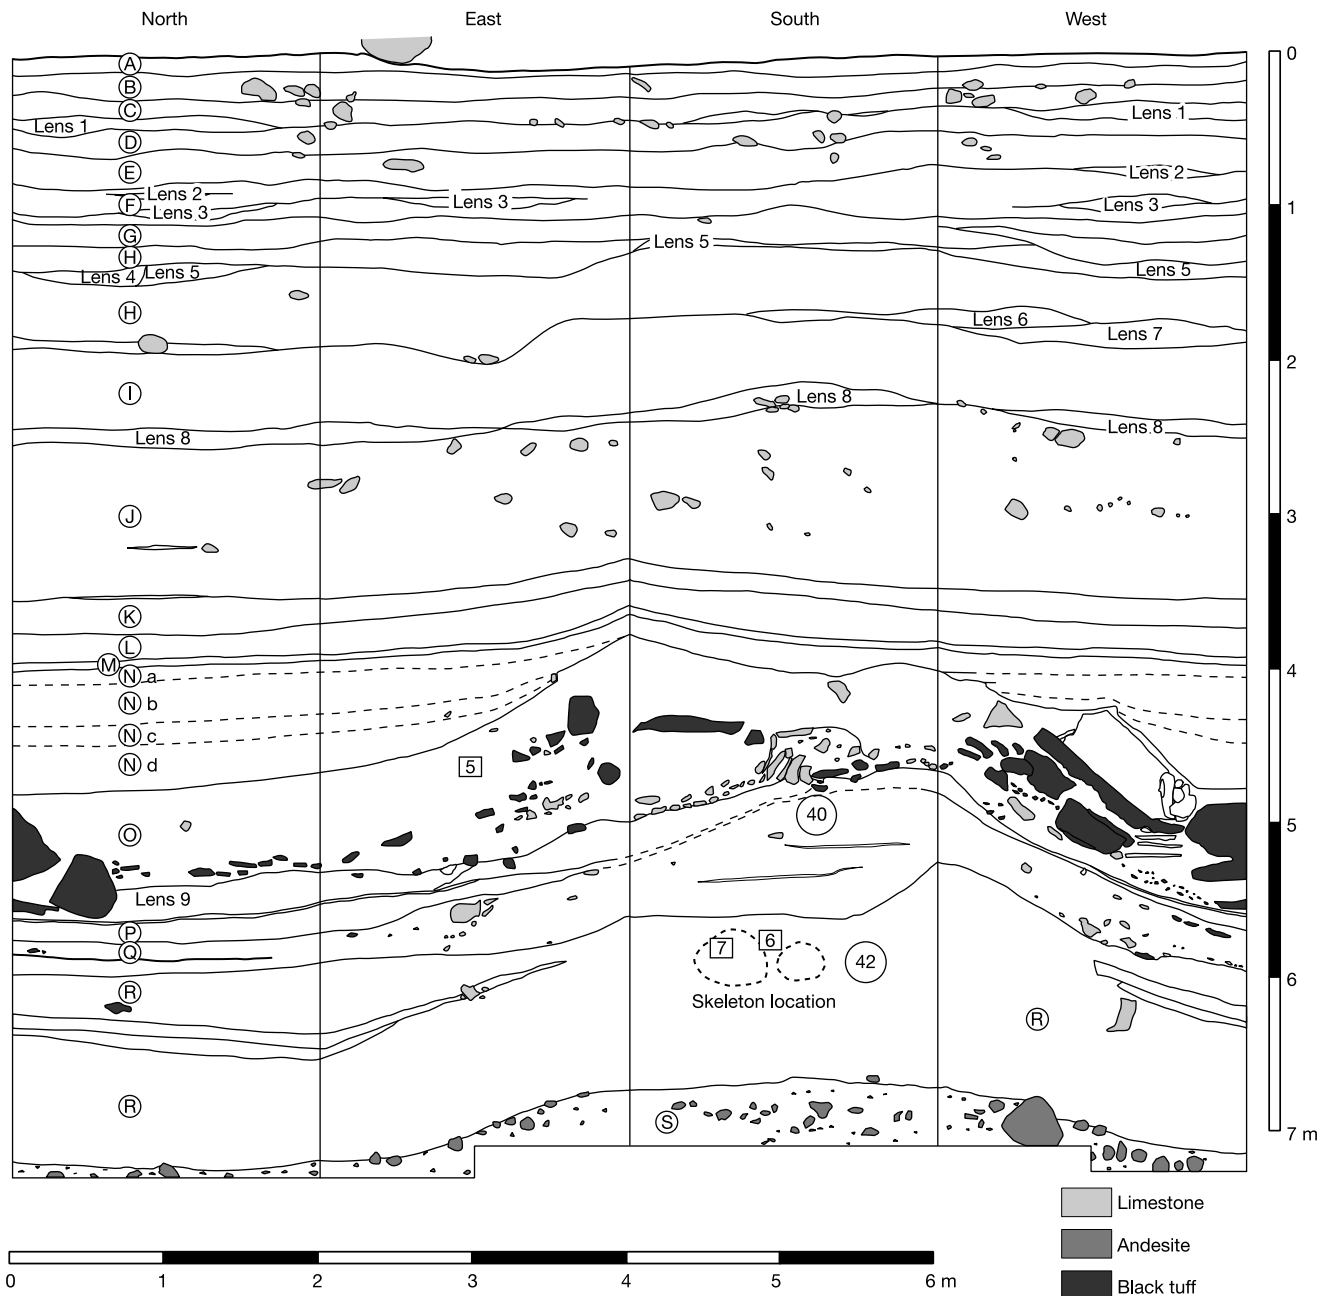 North East South West
0
A
B
C
Lens 1
Lens 1
D
E
Lens 2
Lens 2
F
Lens 3
Lens 3
Lens 3
1
G
Lens 5
H
Lens 4
Lens 5
Lens 5
H
Lens 6
Lens 7
2
I
Lens 8
Lens 8
Lens 8
J
3
K
L
M
N a
4
N b
N c
N d
5
40
O
5
Lens 9
P
Q
7
6
42
R
6
Skeleton location
R
R
S
7 m
Limestone
Andesite
Black tuff
0 1 2 3 4 5 6 m